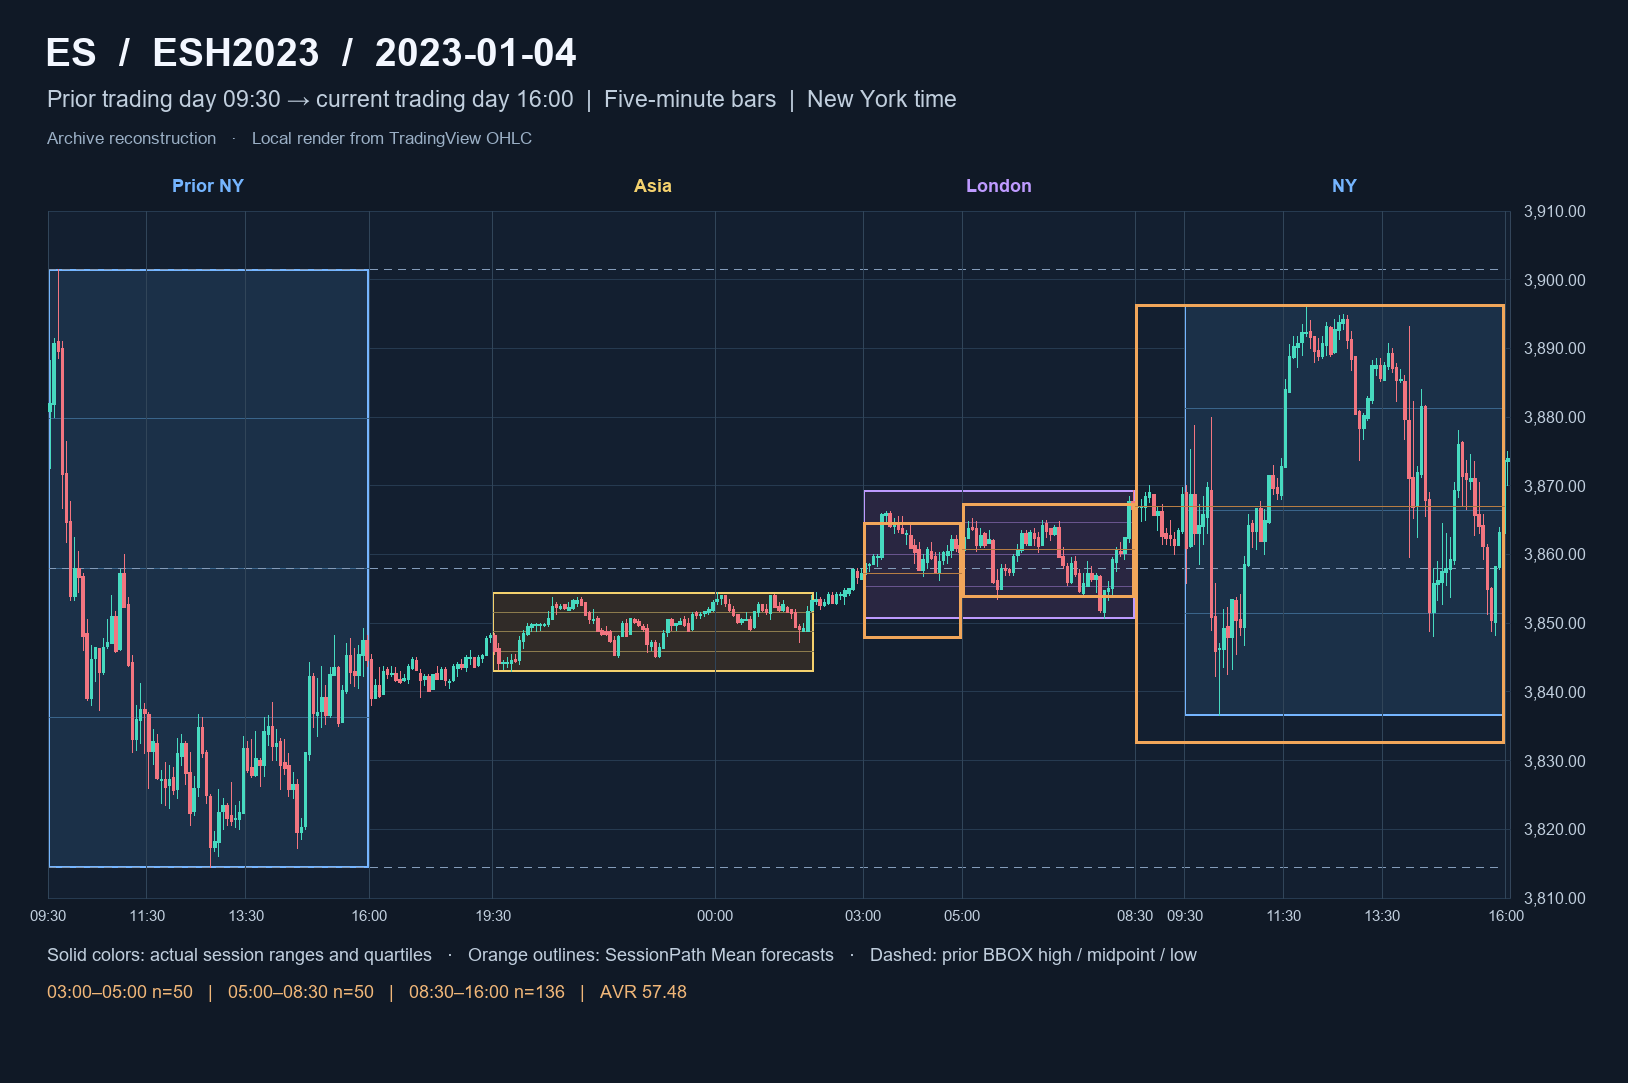 ES / ESH2023 / 2023-01-04
Prior trading day 09:30 → current trading day 16:00 | Five-minute bars | New York time
Archive reconstruction · Local render from TradingView OHLC
Prior NY Asia London NY
3,910.00
3,900.00
3,890.00
3,880.00
3,870.00
3,860.00
3,850.00
3,840.00
3,830.00
3,820.00
3,810.00
09:30 11:30 13:30 16:00 19:30 00:00 03:00 05:00 08:30 09:30 11:30 13:30 16:00
Solid colors: actual session ranges and quartiles · Orange outlines: SessionPath Mean forecasts · Dashed: prior BBOX high / midpoint / low
03:00–05:00 n=50 | 05:00–08:30 n=50 | 08:30–16:00 n=136 | AVR 57.48